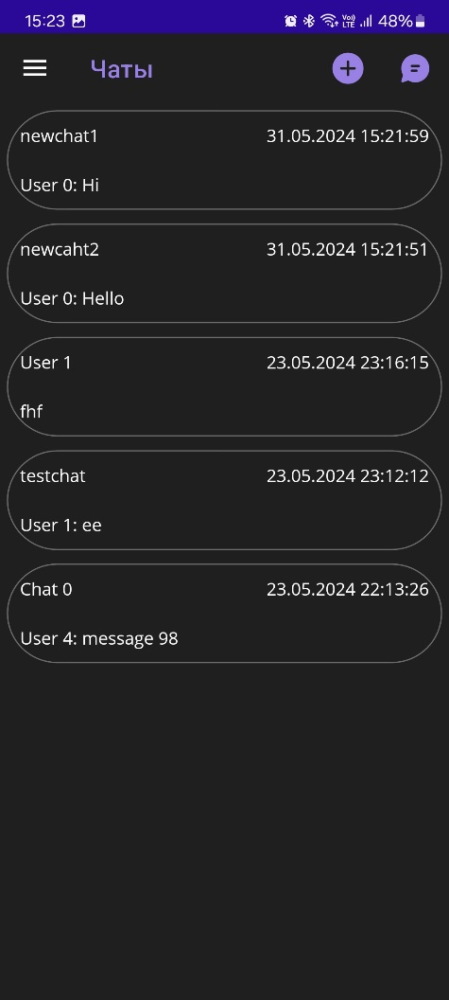 15:23 Vo)) LTE 48%
Чаты
newchat1 31.05.2024 15:21:59
User 0: Hi
newcaht2 31.05.2024 15:21:51
User 0: Hello
User 1 23.05.2024 23:16:15
fhf
testchat 23.05.2024 23:12:12
User 1: ee
Chat 0 23.05.2024 22:13:26
User 4: message 98